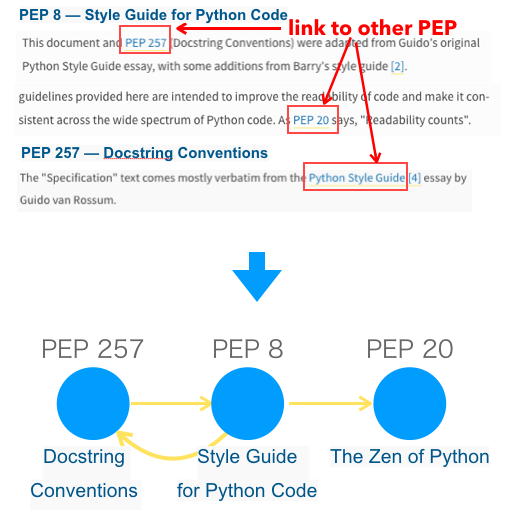 PEP 8 — Style Guide for Python Code
link to other PEP
This document and PEP 257 (Docstring Conventions) were adapted from Guido's original
Python Style Guide essay, with some additions from Barry's style guide [2].
guidelines provided here are intended to improve the readability of code and make it con-
sistent across the wide spectrum of Python code. As PEP 20 says, "Readability counts".
PEP 257 — Docstring Conventions
The "Specification" text comes mostly verbatim from the Python Style Guide [4] essay by
Guido van Rossum.
PEP 257 PEP 8 PEP 20
Docstring Style Guide The Zen of Python
Conventions for Python Code